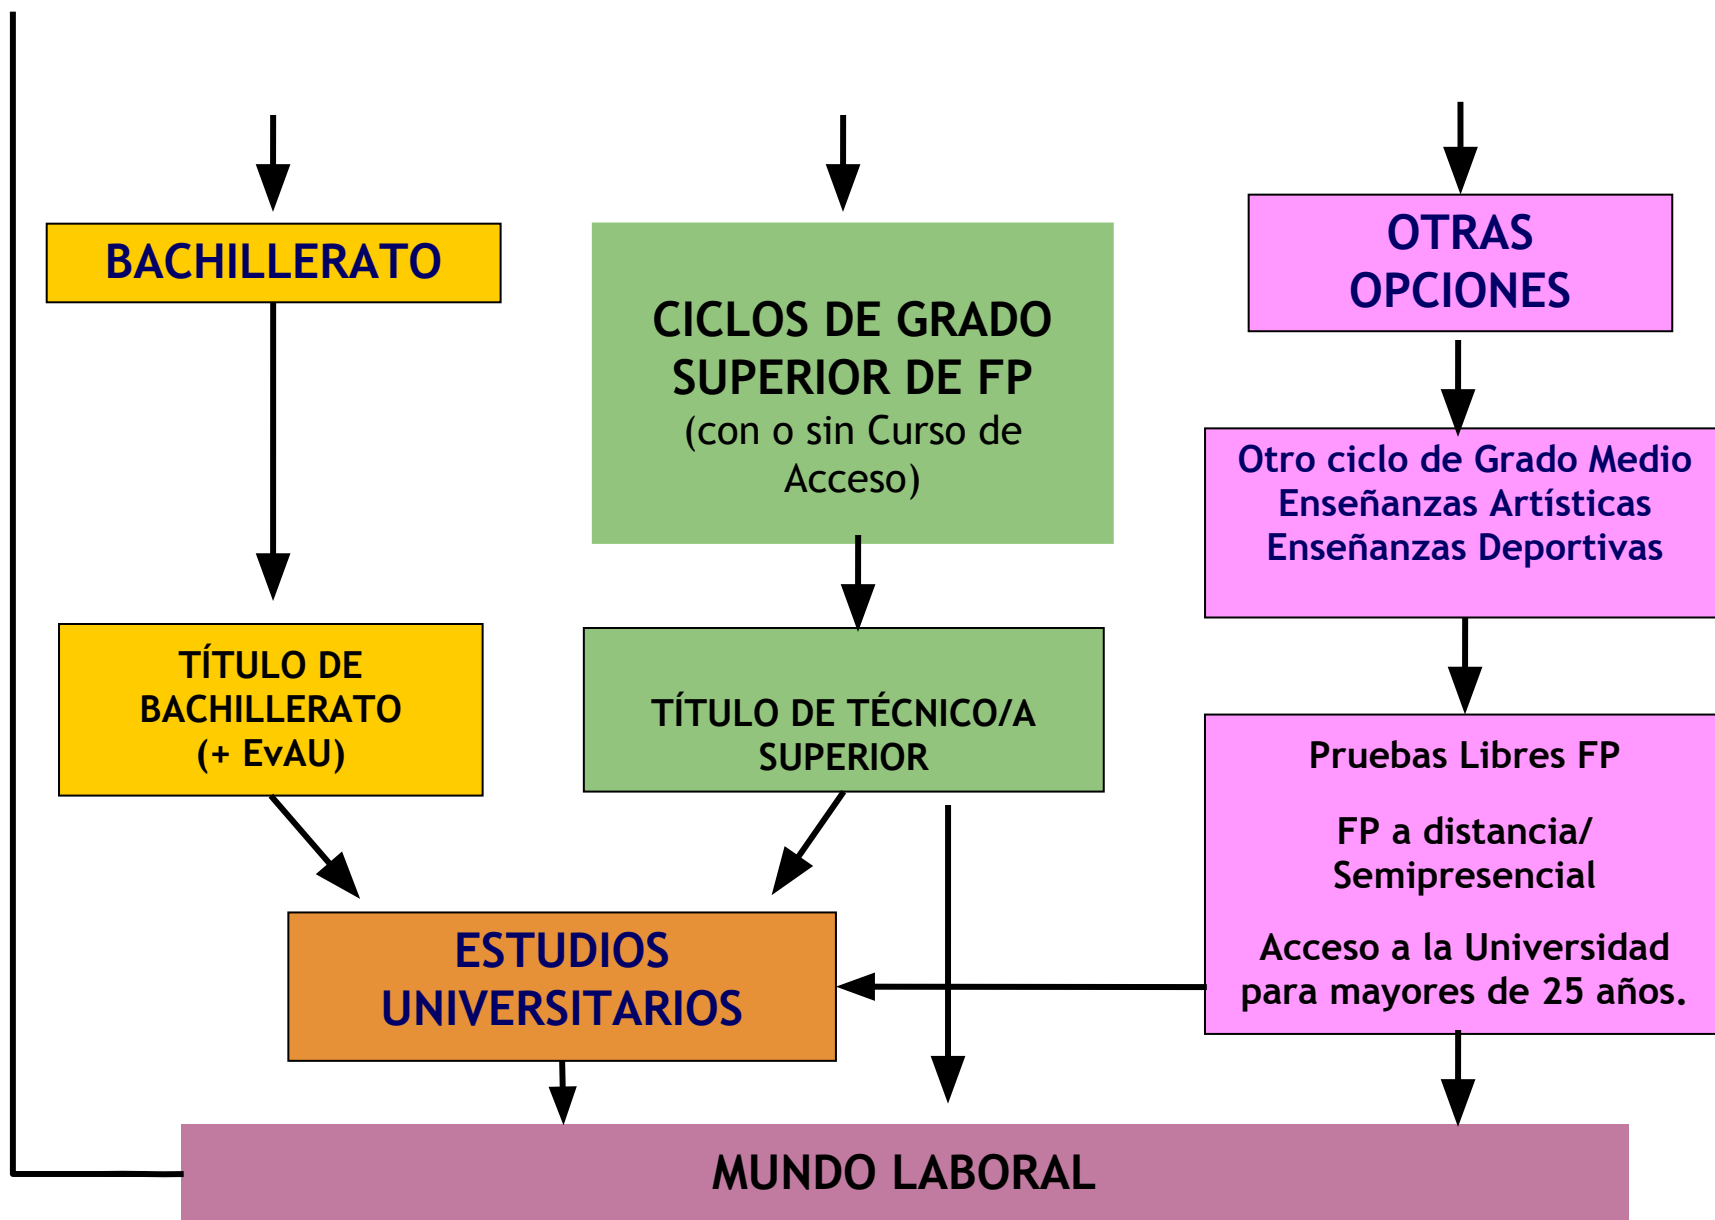 BACHILLERATO
CICLOS DE GRADO
SUPERIOR DE FP
(con o sin Curso de
Acceso)
OTRAS
OPCIONES
Otro ciclo de Grado Medio
Enseñanzas Artísticas
Enseñanzas Deportivas
TÍTULO DE
BACHILLERATO
(+ EvAU)
TÍTULO DE TÉCNICO/A
SUPERIOR
Pruebas Libres FP
FP a distancia/
Semipresencial
Acceso a la Universidad
para mayores de 25 años.
ESTUDIOS
UNIVERSITARIOS
MUNDO LABORAL